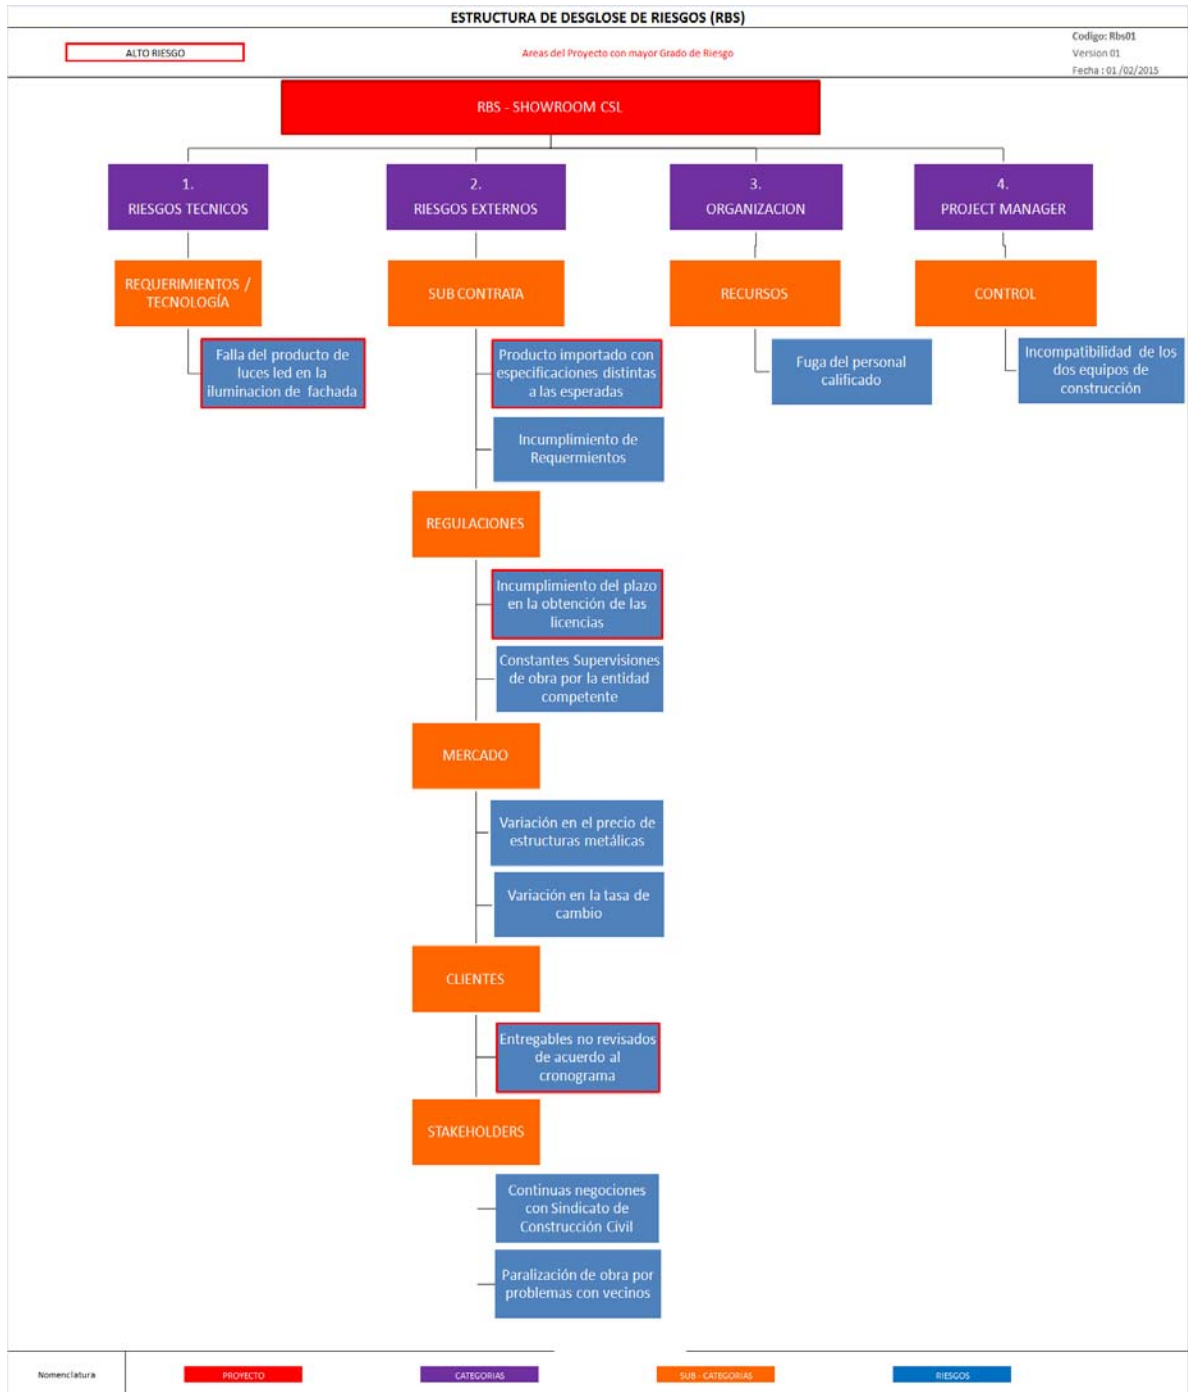 ESTRUCTURA DE DESGLOSE DE RIESGOS (RBS)
ALTO RIESGO
Areas del Proyecto con mayor Grado de Riesgo
Codigo: Rbs01
Version 01
Fecha : 01 /02/2015
RBS - SHOWROOM CSL
1.
RIESGOS TECNICOS
2.
RIESGOS EXTERNOS
3.
ORGANIZACION
4.
PROJECT MANAGER
REQUERIMIENTOS /
TECNOLOGÍA
SUB CONTRATA
RECURSOS
CONTROL
Falla del producto de
luces led en la
iluminacion de fachada
Producto importado con
especificaciones distintas
a las esperadas
Fuga del personal
calificado
Incompatibilidad de los
dos equipos de
construcción
Incumplimiento de
Requermientos
REGULACIONES
Incumplimiento del plazo
en la obtención de las
licencias
Constantes Supervisiones
de obra por la entidad
competente
MERCADO
Variación en el precio de
estructuras metálicas
Variación en la tasa de
cambio
CLIENTES
Entregables no revisados
de acuerdo al
cronograma
STAKEHOLDERS
Continuas negociones
con Sindicato de
Construcción Civil
Paralización de obra por
problemas con vecinos
Nomenclatura
PROYECTO
CATEGORIAS
SUB - CATEGORIAS
RIESGOS